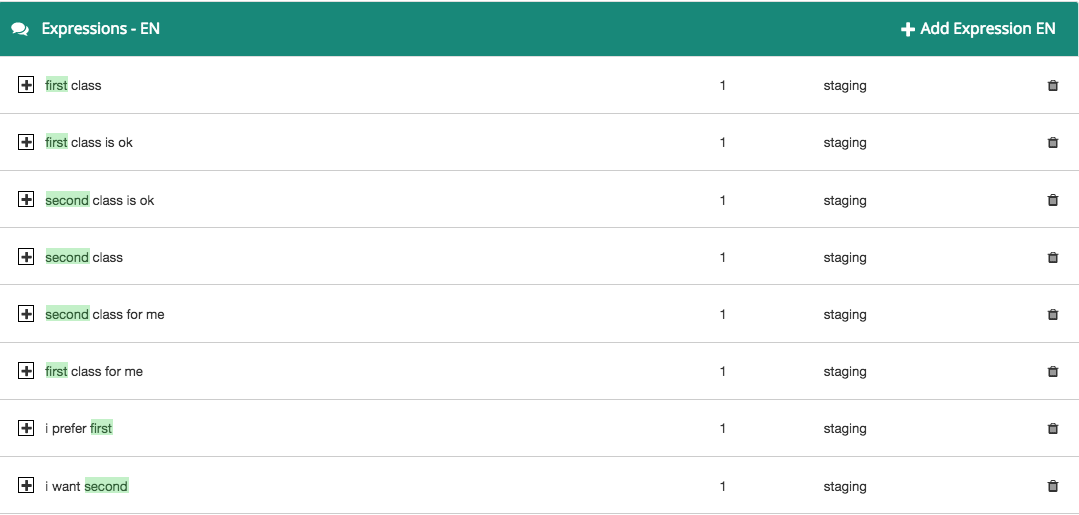 Expressions - EN Add Expression EN
first class 1 staging
first class is ok 1 staging
second class is ok 1 staging
second class 1 staging
second class for me 1 staging
first class for me 1 staging
i prefer first 1 staging
i want second 1 staging